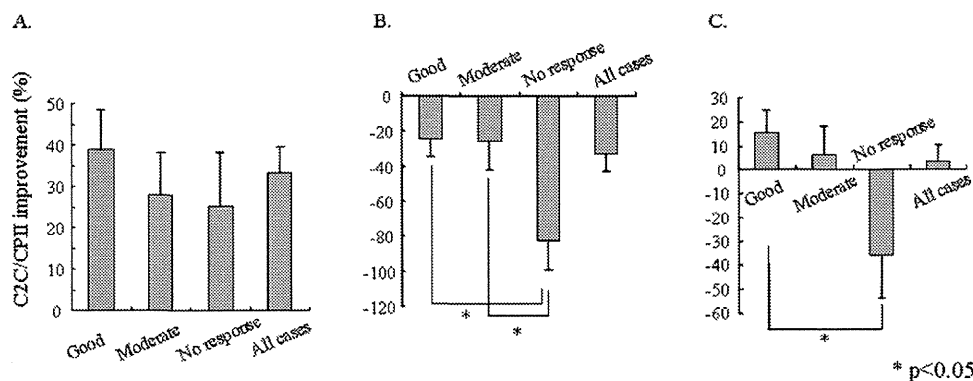 A.
C2C/CPII improvement (%)
50
40
30
30
10
0
Good
Moderate
No response
All cases
B.
Good
Moderate
No response
All cases
0
-20
-40
-60
-80
-100
-120
*
*
C.
30
20
10
0
-10
-20
-30
-40
-50
-60
Good
Moderate
No response
All cases
*
* p<0.05